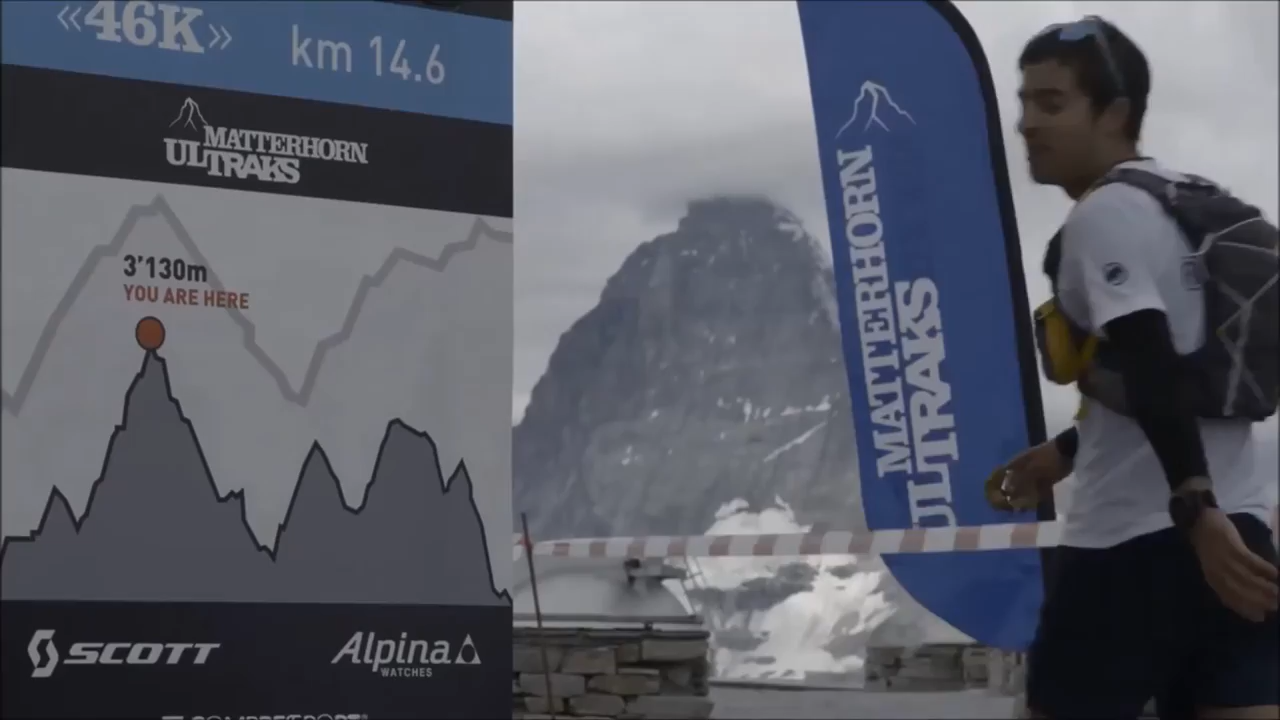 «46K» km 14.6
MATTERHORN
ULTRAKS
3'130m
YOU ARE HERE
SCOTT
Alpina
WATCHES
MATTERHORN
ULTRAKS